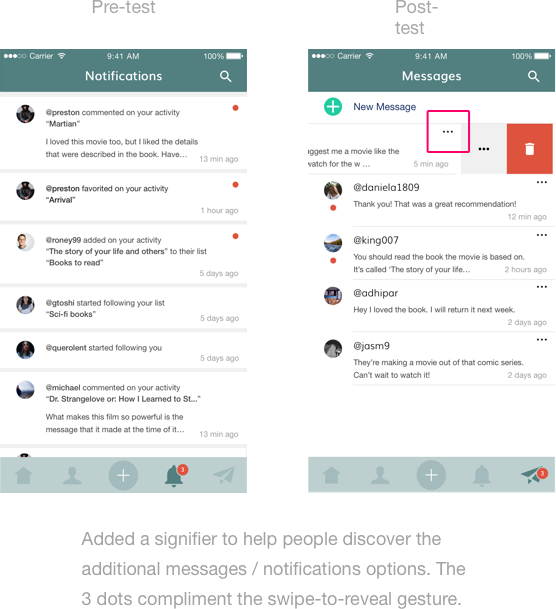 Pre-test
Post-
test
Carrier 9:41 AM 100%
Notifications
@preston commented on your activity
“Martian”
I loved this movie too, but I liked the details
that were described in the book. Have…
13 min ago
@preston favorited on your activity
“Arrival”
1 hour ago
@roney99 added on your activity
“The story of your life and others” to their list
“Books to read”
5 days ago
@gtoshi started following your list
“Sci-fi books”
5 days ago
@querolent started following you
5 days ago
@michael commented on your activity
“Dr. Strangelove or: How I Learned to St...”
What makes this film so powerful is the
message that it made at the time of it…
13 min ago
3
Carrier 9:41 AM 100%
Messages
New Message
uggest me a movie like the
watch for the w …
5 min ago
@daniela1809
Thank you! That was a great recommendation!
12 min ago
@king007
You should read the book the movie is based on.
It’s called ‘The story of your life…
2 hours ago
@adhipar
Hey I loved the book. I will return it next week.
2 days ago
@jasm9
They’re making a movie out of that comic series.
Can’t wait to watch it!
2 days ago
3
Added a signifier to help people discover the
additional messages / notifications options. The
3 dots compliment the swipe-to-reveal gesture.